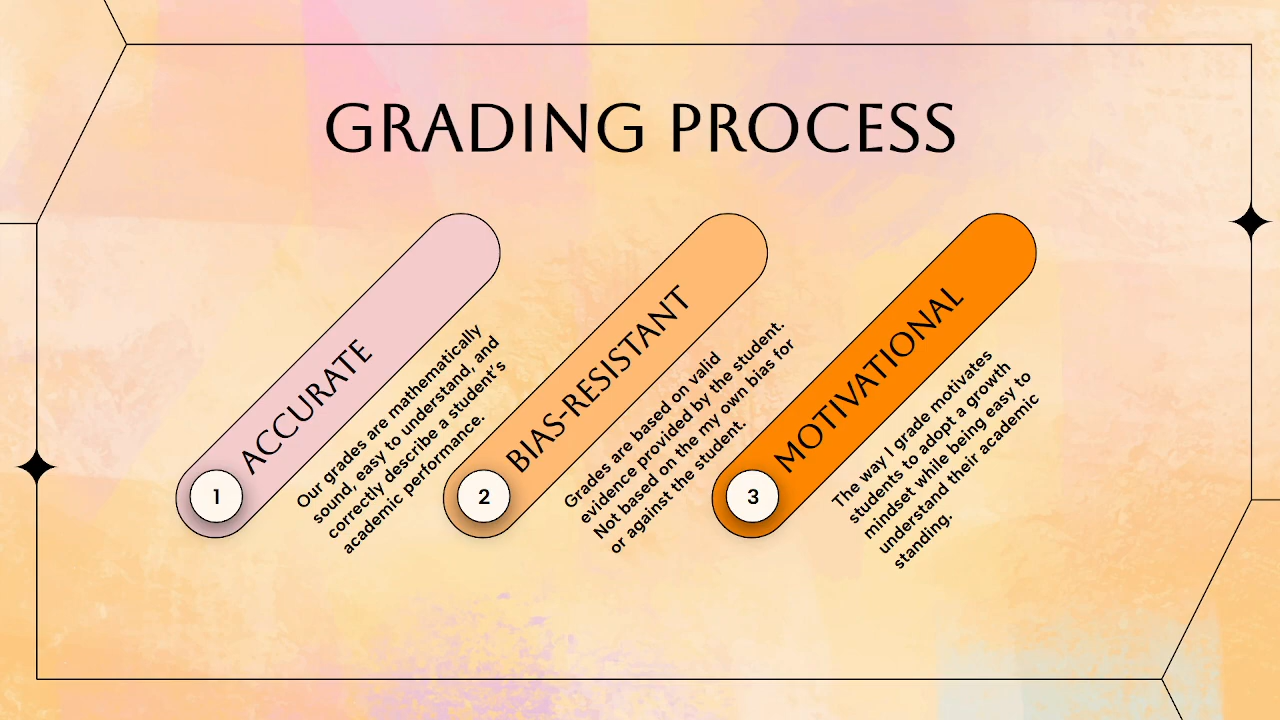 GRADING PROCESS
ACCURATE
1
Our grades are mathematically
sound, easy to understand, and
correctly describe a student's
academic performance.
BIAS-RESISTANT
2
Grades are based on valid
evidence provided by the student.
Not based on the my own bias for
or against the student.
MOTIVATIONAL
3
The way I grade motivates
students to adopt a growth
mindset while being easy to
understand their academic
standing.